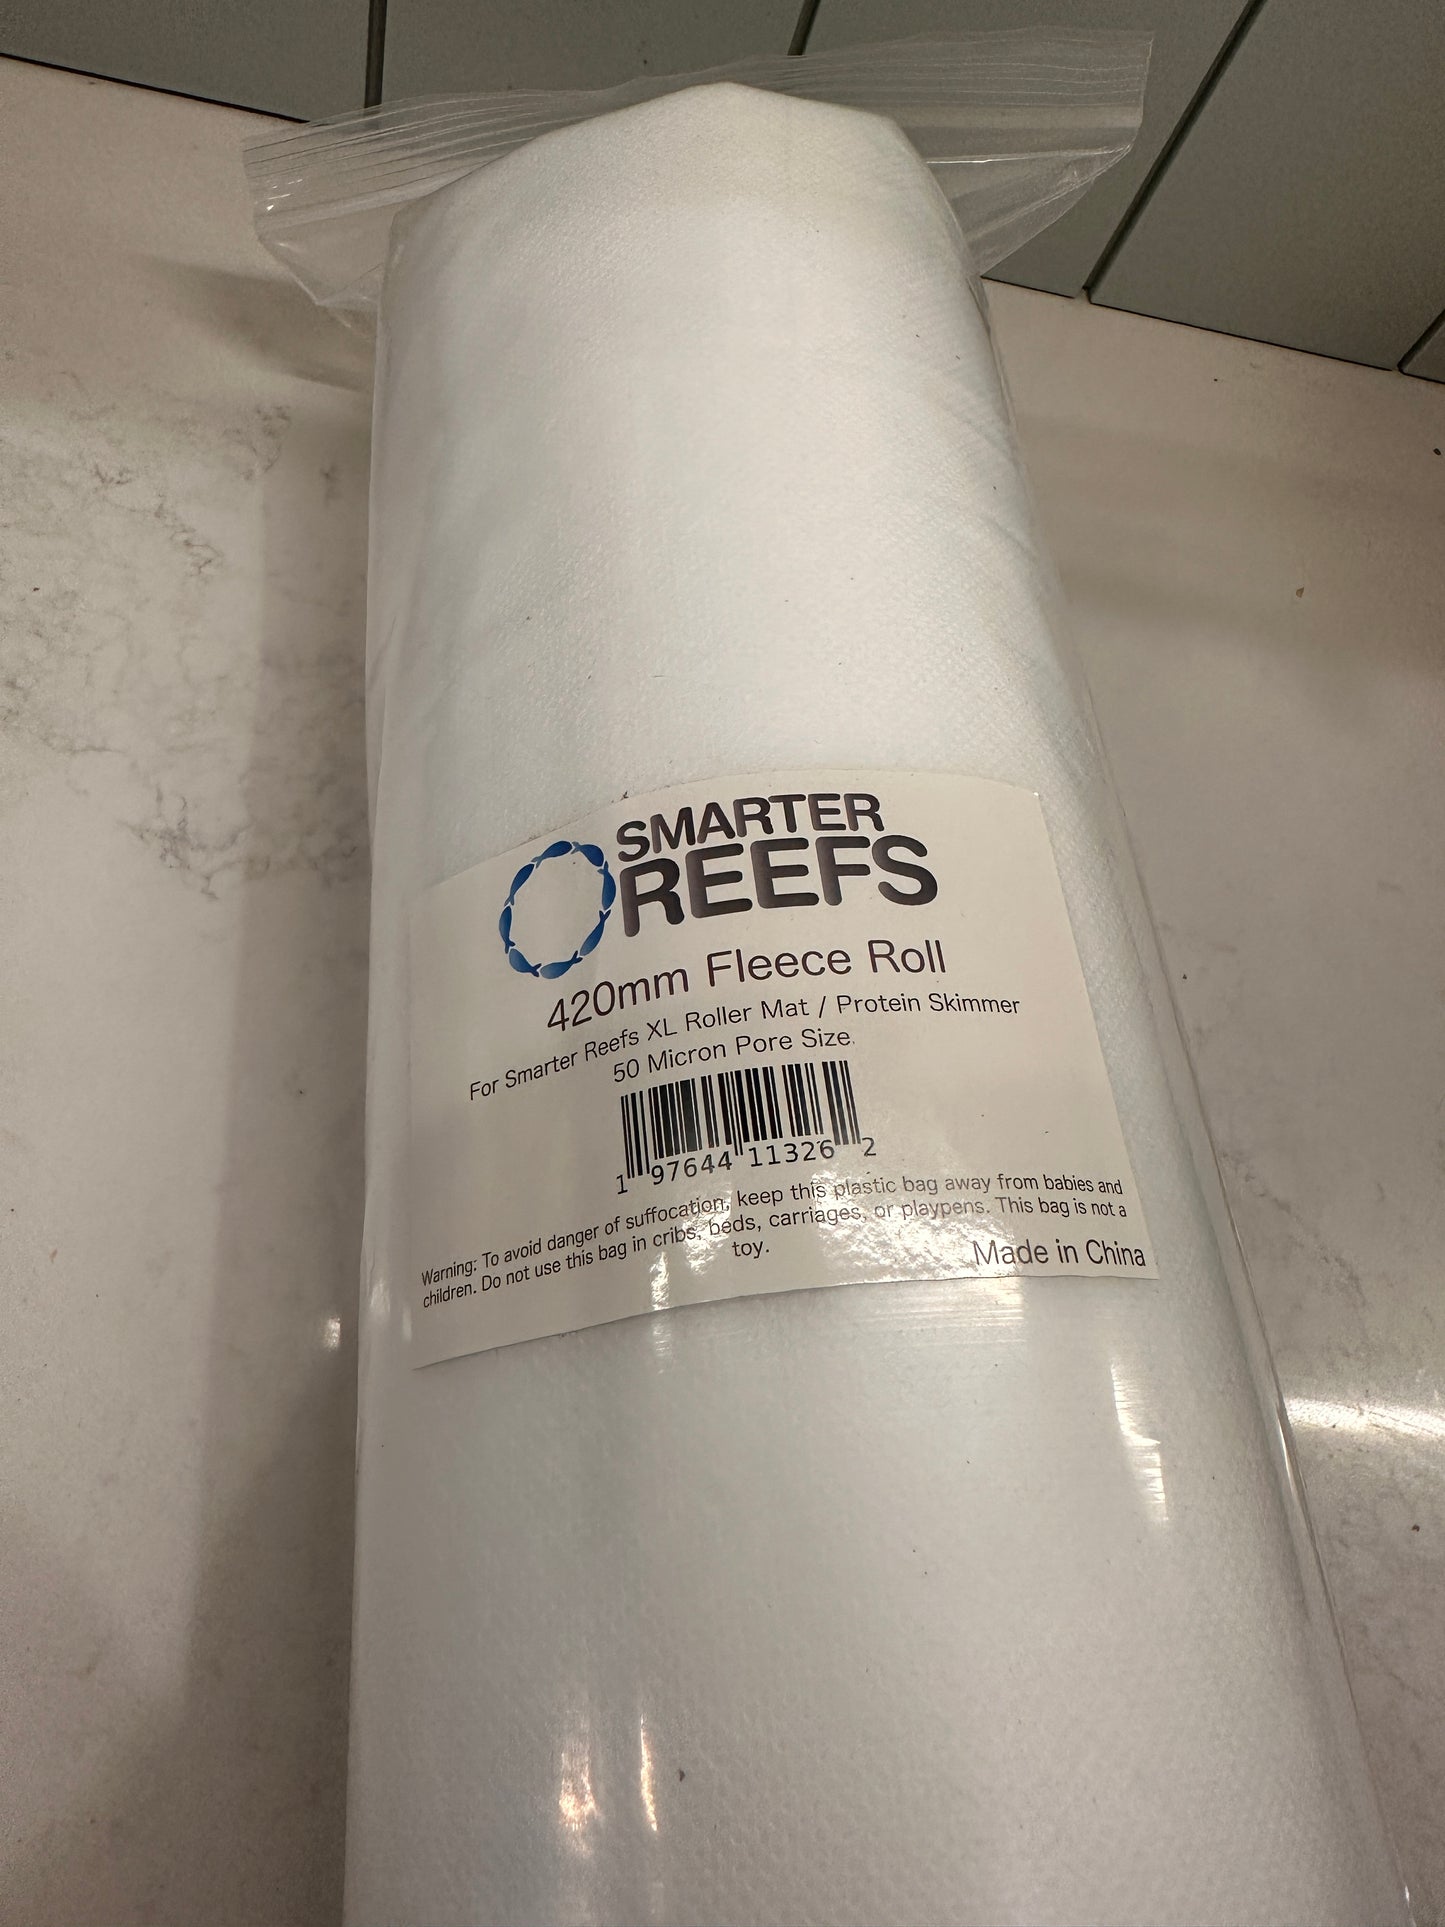 SMARTER
REEFS
420mm Fleece Roll
For Smarter Reefs XL Roller Mat / Protein Skimmer
50 Micron Pore Size.
1 97644 11326 2
Warning: To avoid danger of suffocation, keep this plastic bag away from babies and
children. Do not use this bag in cribs, beds, carriages, or playpens. This bag is not a
toy.
Made in China